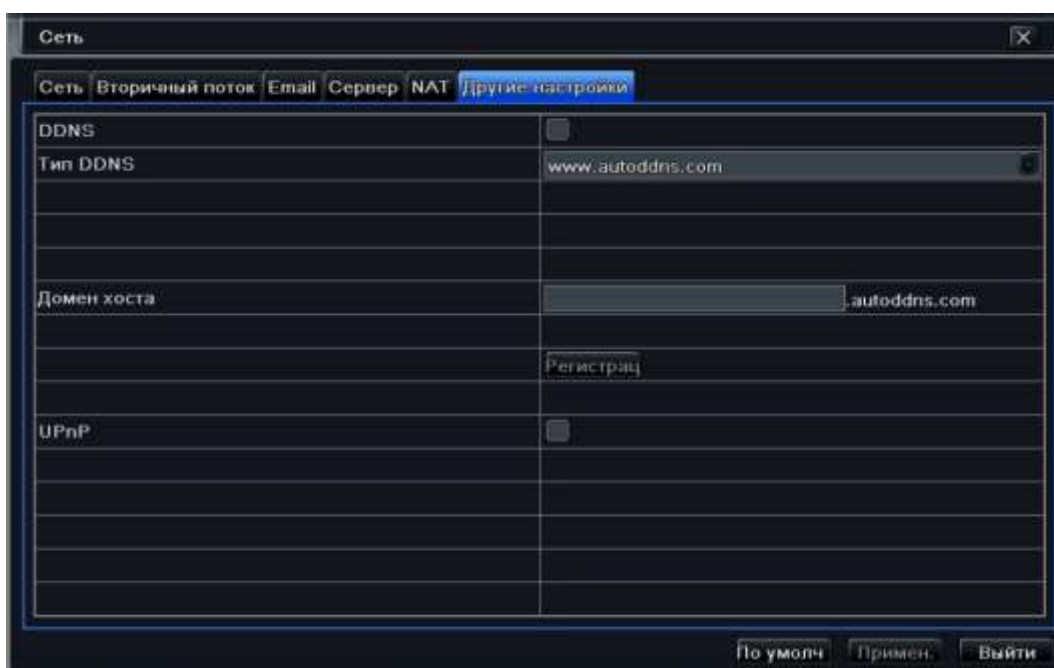 Сеть
Сеть Вторичный поток Email Сервер NAT Другие настройки
DDNS
Тип DDNS www.autoddns.com
Домен хоста .autoddns.com
Регистрац
UPnP
По умолч Примен. Выйти